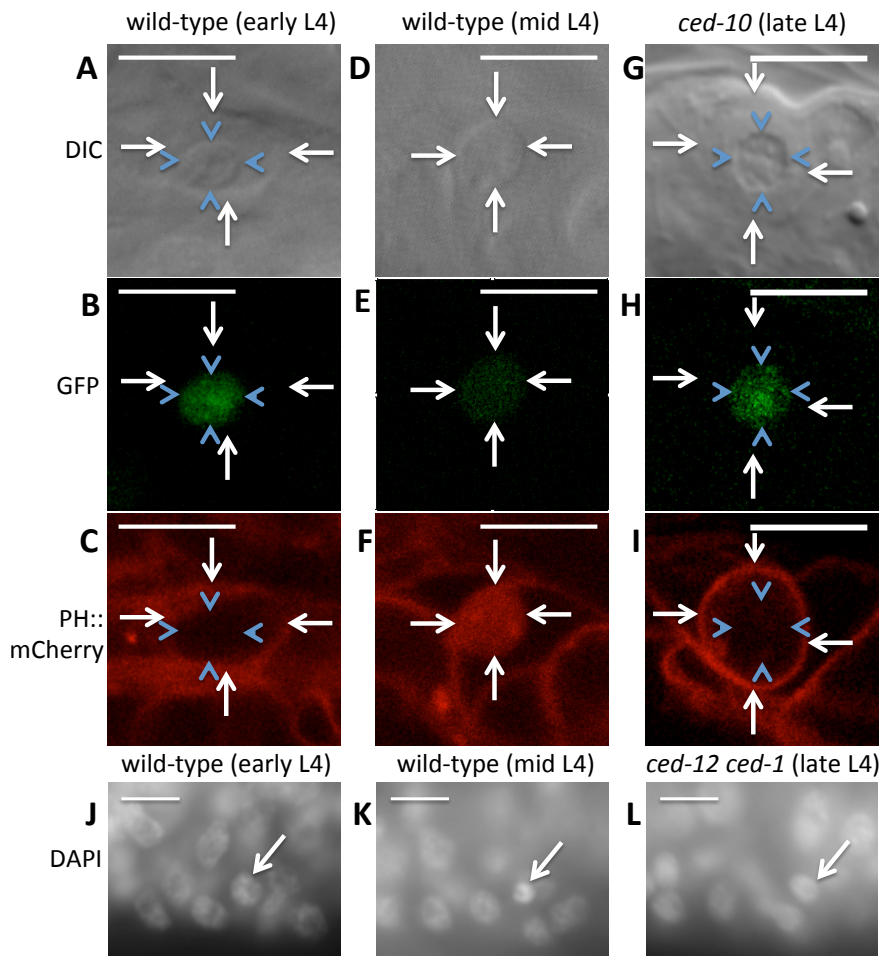 wild-type (early L4) wild-type (mid L4) ced-10 (late L4)
A D G
DIC
B E H
GFP
C F I
PH::
mCherry
wild-type (early L4) wild-type (mid L4) ced-12 ced-1 (late L4)
J K L
DAPI